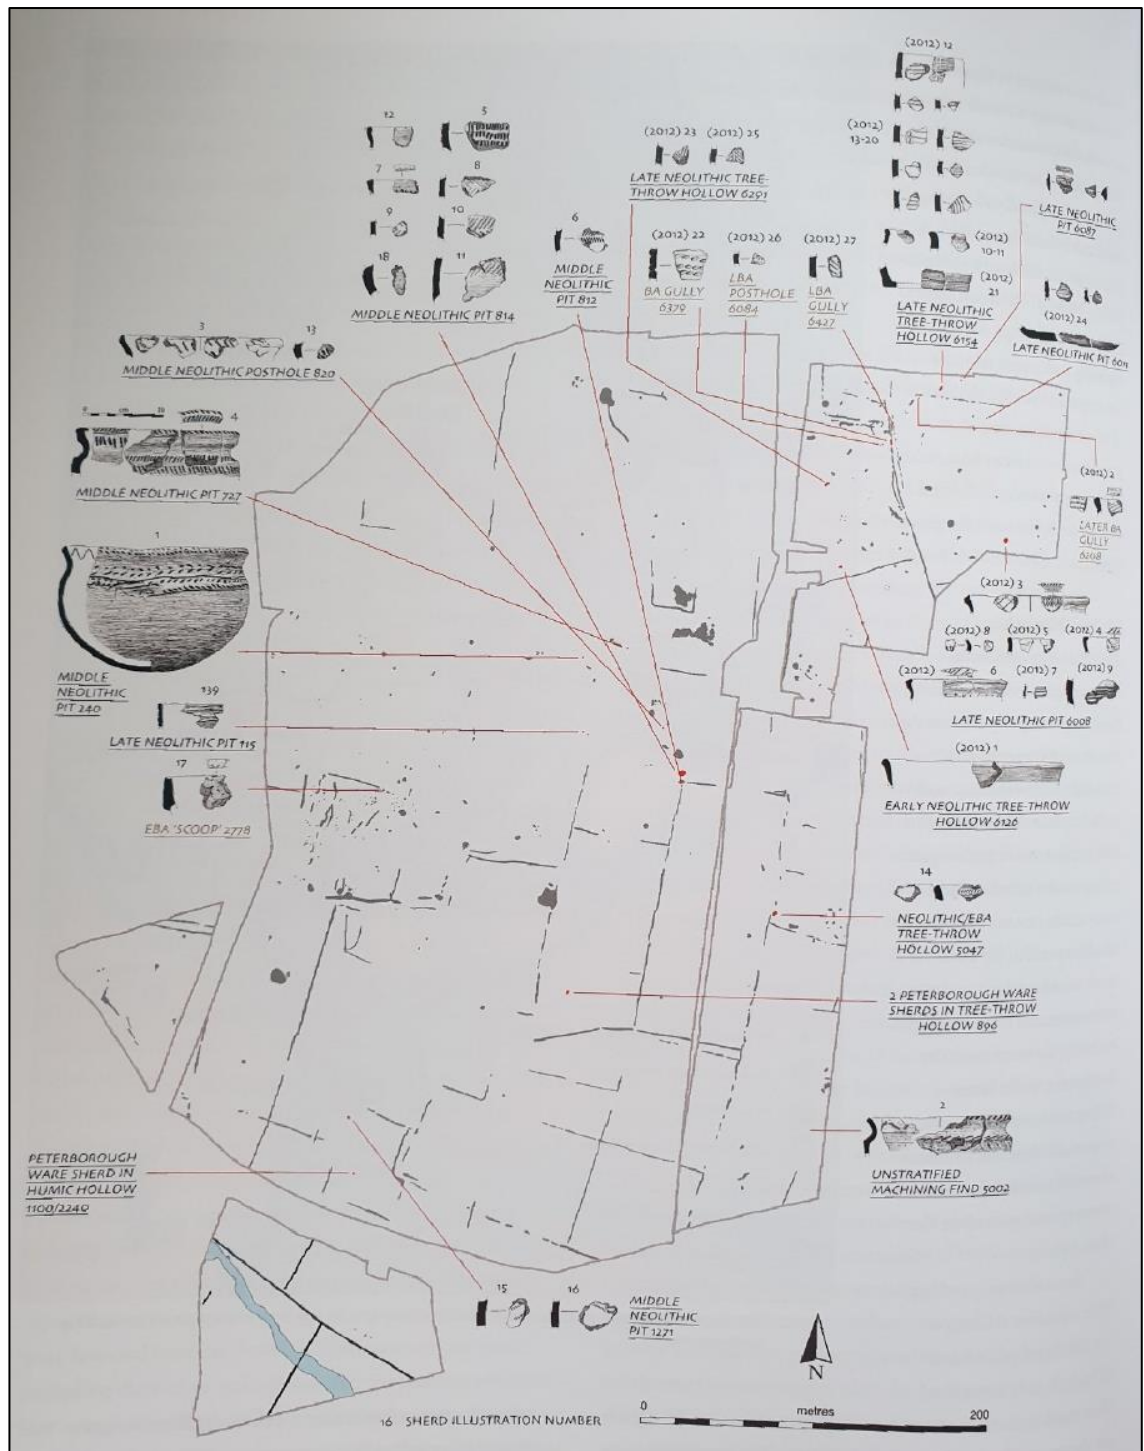 (2012) 12
(2012)
13-20
(2012)
10-11
(2012)
21
LATE NEOLITHIC
TREE-THROW
HOLLOW 6154
LATE NEOLITHIC
PIT 6087
(2012) 24
LATE NEOLITHIC PIT 6011
12
5
7
8
9
10
18
11
MIDDLE NEOLITHIC PIT 814
6
MIDDLE
NEOLITHIC
PIT 812
(2012) 23
(2012) 25
LATE NEOLITHIC TREE-
THROW HOLLOW 6291
(2012) 22
BA GULLY
6379
(2012) 26
LBA
POSTHOLE
6084
(2012) 27
LBA
GULLY
6427
3
13
MIDDLE NEOLITHIC POSTHOLE 820
0 cm
4
MIDDLE NEOLITHIC PIT 727
1
MIDDLE
NEOLITHIC
PIT 240
139
LATE NEOLITHIC PIT 115
17
EBA 'SCOOP' 2778
(2012) 2
LATER BA
GULLY
6208
(2012) 3
(2012) 8
(2012) 5
(2012) 4
(2012)
6
(2012) 7
(2012) 9
LATE NEOLITHIC PIT 6008
(2012) 1
EARLY NEOLITHIC TREE-THROW
HOLLOW 6126
14
NEOLITHIC/EBA
TREE-THROW
HOLLOW 5047
2 PETERBOROUGH WARE
SHERDS IN TREE-THROW
HOLLOW 896
2
UNSTRATIFIED
MACHINING FIND 5002
PETERBOROUGH
WARE SHERD IN
HUMIC HOLLOW
1100/2240
15
16
MIDDLE
NEOLITHIC
PIT 1271
N
16 SHERD ILLUSTRATION NUMBER
0 metres 200